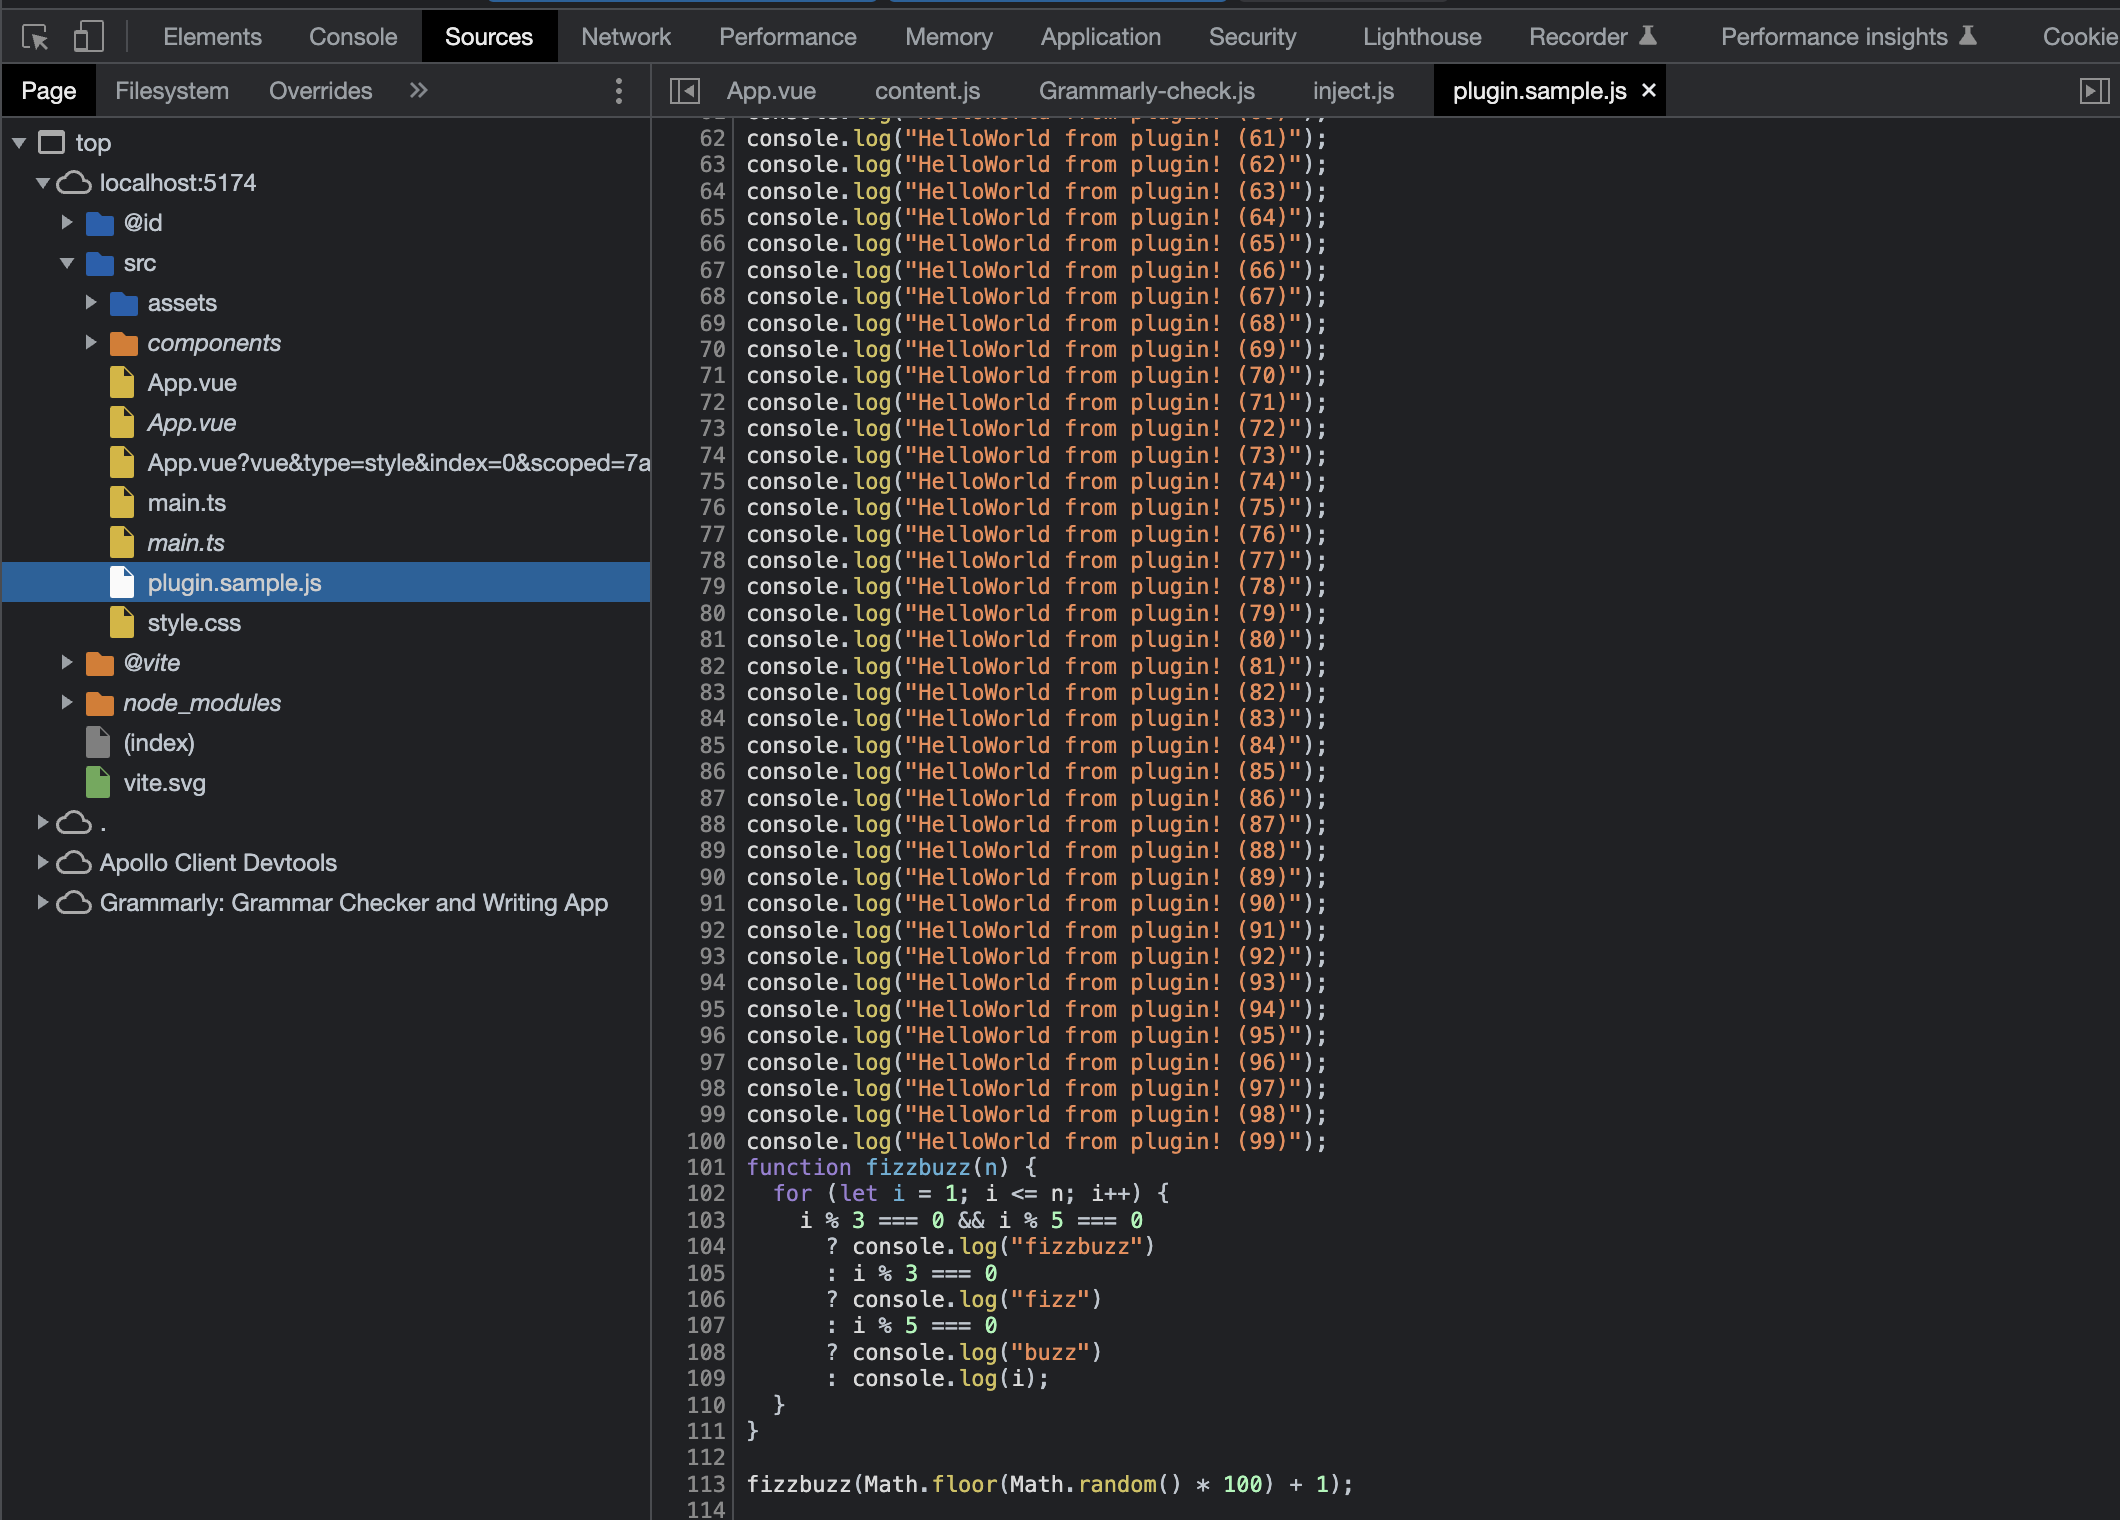 Elements Console Sources Network Performance Memory Application Security Lighthouse Recorder Performance insights Cookie
Page Filesystem Overrides »
App.vue content.js Grammarly-check.js inject.js plugin.sample.js ×
top
localhost:5174
@id
src
assets
components
App.vue
App.vue
App.vue?vue&type=style&index=0&scoped=7a
main.ts
main.ts
plugin.sample.js
style.css
@vite
node_modules
(index)
vite.svg
.
Apollo Client Devtools
Grammarly: Grammar Checker and Writing App
62 console.log("HelloWorld from plugin! (61)");
63 console.log("HelloWorld from plugin! (62)");
64 console.log("HelloWorld from plugin! (63)");
65 console.log("HelloWorld from plugin! (64)");
66 console.log("HelloWorld from plugin! (65)");
67 console.log("HelloWorld from plugin! (66)");
68 console.log("HelloWorld from plugin! (67)");
69 console.log("HelloWorld from plugin! (68)");
70 console.log("HelloWorld from plugin! (69)");
71 console.log("HelloWorld from plugin! (70)");
72 console.log("HelloWorld from plugin! (71)");
73 console.log("HelloWorld from plugin! (72)");
74 console.log("HelloWorld from plugin! (73)");
75 console.log("HelloWorld from plugin! (74)");
76 console.log("HelloWorld from plugin! (75)");
77 console.log("HelloWorld from plugin! (76)");
78 console.log("HelloWorld from plugin! (77)");
79 console.log("HelloWorld from plugin! (78)");
80 console.log("HelloWorld from plugin! (79)");
81 console.log("HelloWorld from plugin! (80)");
82 console.log("HelloWorld from plugin! (81)");
83 console.log("HelloWorld from plugin! (82)");
84 console.log("HelloWorld from plugin! (83)");
85 console.log("HelloWorld from plugin! (84)");
86 console.log("HelloWorld from plugin! (85)");
87 console.log("HelloWorld from plugin! (86)");
88 console.log("HelloWorld from plugin! (87)");
89 console.log("HelloWorld from plugin! (88)");
90 console.log("HelloWorld from plugin! (89)");
91 console.log("HelloWorld from plugin! (90)");
92 console.log("HelloWorld from plugin! (91)");
93 console.log("HelloWorld from plugin! (92)");
94 console.log("HelloWorld from plugin! (93)");
95 console.log("HelloWorld from plugin! (94)");
96 console.log("HelloWorld from plugin! (95)");
97 console.log("HelloWorld from plugin! (96)");
98 console.log("HelloWorld from plugin! (97)");
99 console.log("HelloWorld from plugin! (98)");
100 console.log("HelloWorld from plugin! (99)");
101 function fizzbuzz(n) {
102   for (let i = 1; i <= n; i++) {
103     i % 3 === 0 && i % 5 === 0
104       ? console.log("fizzbuzz")
105       : i % 3 === 0
106       ? console.log("fizz")
107       : i % 5 === 0
108       ? console.log("buzz")
109       : console.log(i);
110   }
111 }
112
113 fizzbuzz(Math.floor(Math.random() * 100) + 1);
114